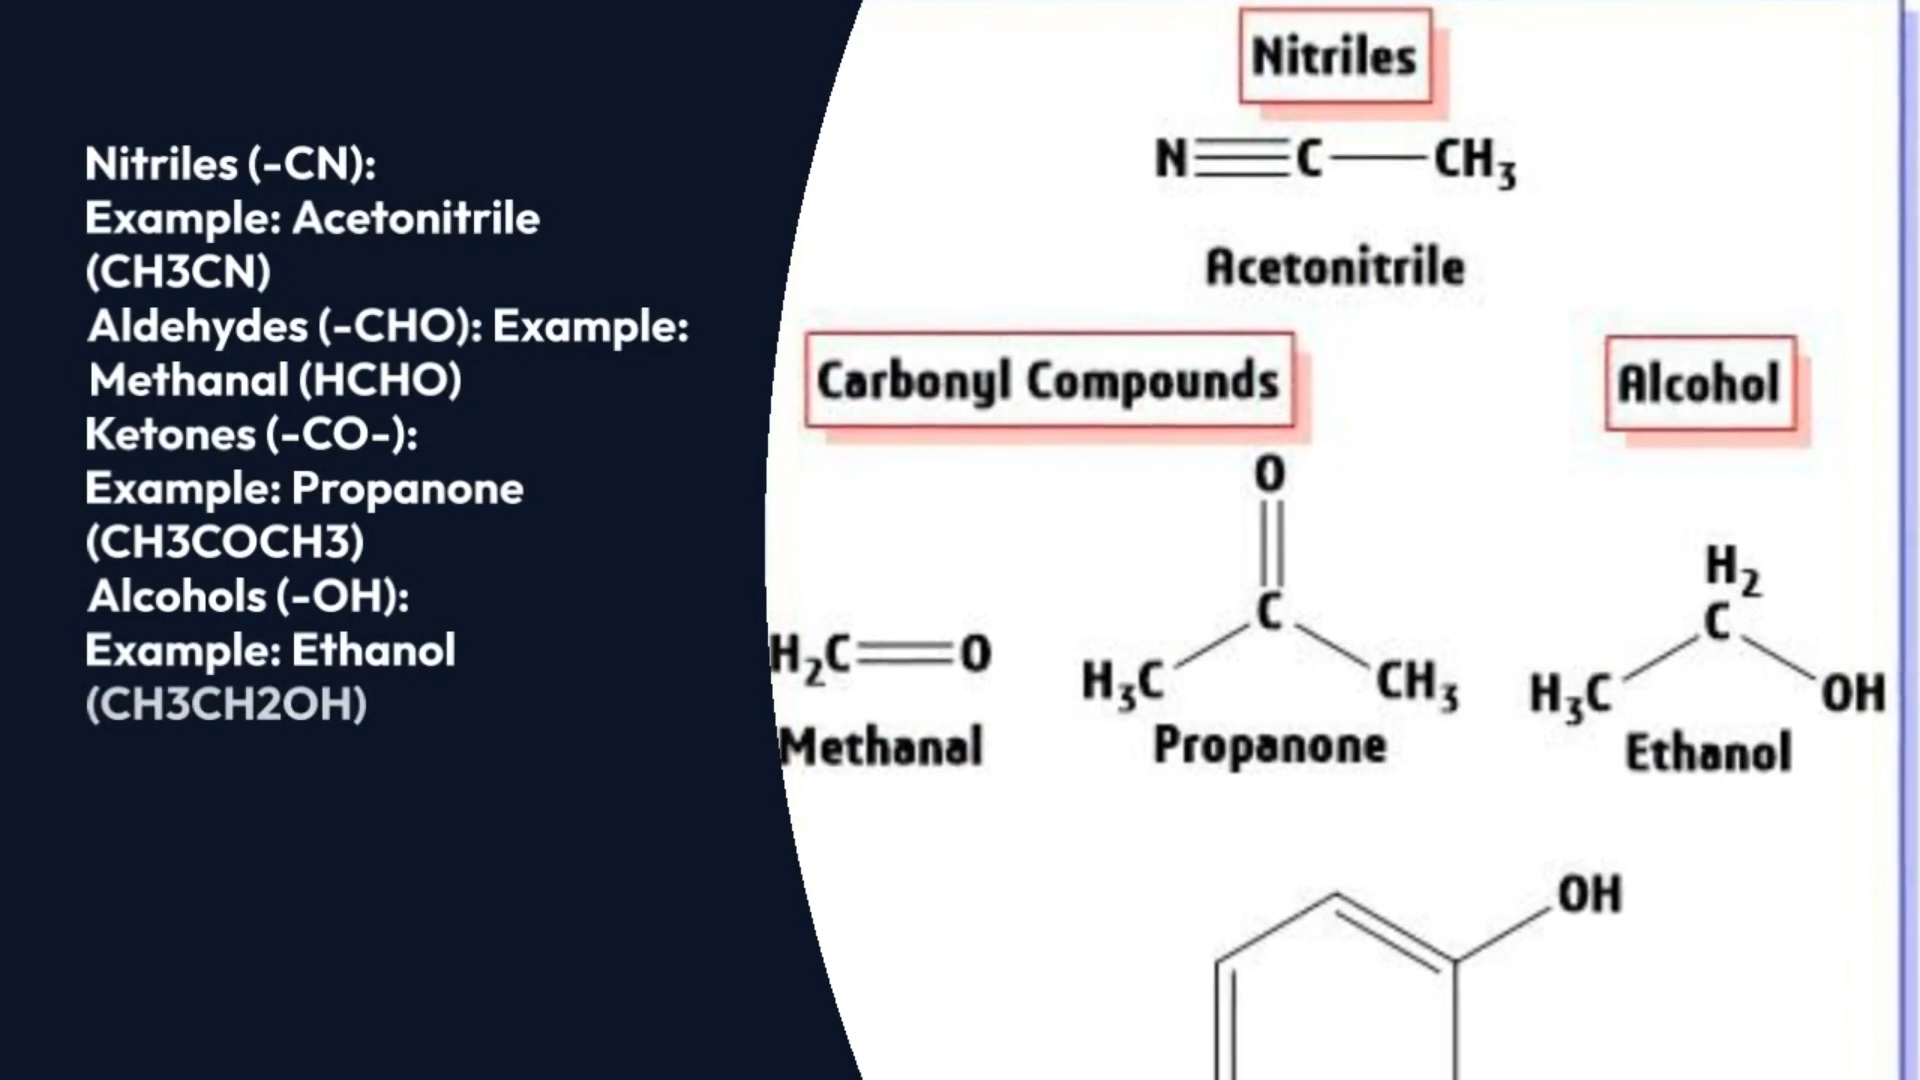 Nitriles (-CN):
Example: Acetonitrile
(CH3CN)
Aldehydes (-CHO): Example:
Methanal (HCHO)
Ketones (-CO-):
Example: Propanone
(CH3COCH3)
Alcohols (-OH):
Example: Ethanol
(CH3CH2OH)
Nitriles
N≡C—CH₃
Acetonitrile
Carbonyl Compounds
Alcohol
H₂C=O
Methanal
O
C
H₃C CH₃
Propanone
H₂
C
H₃C OH
Ethanol
OH